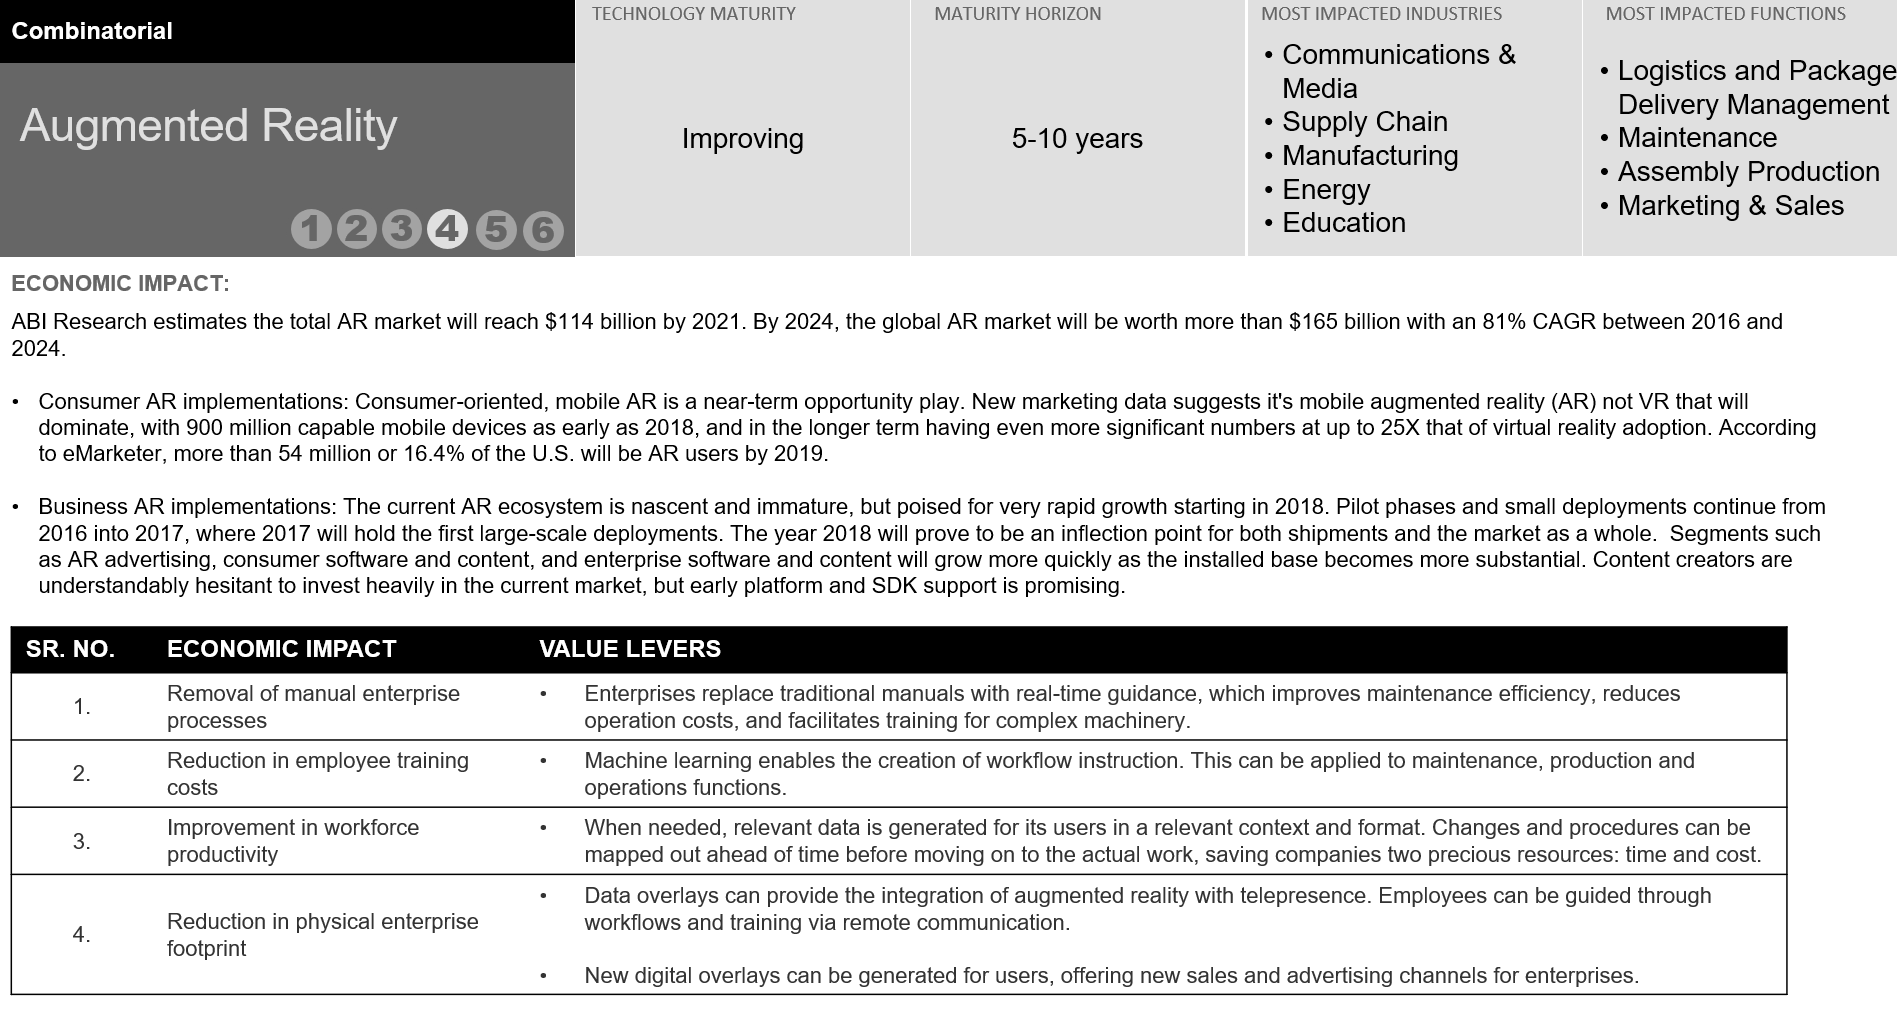 Combinatorial
Augmented Reality
1 2 3 4 5 6
TECHNOLOGY MATURITY
Improving
MATURITY HORIZON
5-10 years
MOST IMPACTED INDUSTRIES
• Communications &
Media
• Supply Chain
• Manufacturing
• Energy
• Education
MOST IMPACTED FUNCTIONS
• Logistics and Package
Delivery Management
• Maintenance
• Assembly Production
• Marketing & Sales
ECONOMIC IMPACT:
ABI Research estimates the total AR market will reach $114 billion by 2021. By 2024, the global AR market will be worth more than $165 billion with an 81% CAGR between 2016 and
2024.
• Consumer AR implementations: Consumer-oriented, mobile AR is a near-term opportunity play. New marketing data suggests it's mobile augmented reality (AR) not VR that will
dominate, with 900 million capable mobile devices as early as 2018, and in the longer term having even more significant numbers at up to 25X that of virtual reality adoption. According
to eMarketer, more than 54 million or 16.4% of the U.S. will be AR users by 2019.
• Business AR implementations: The current AR ecosystem is nascent and immature, but poised for very rapid growth starting in 2018. Pilot phases and small deployments continue from
2016 into 2017, where 2017 will hold the first large-scale deployments. The year 2018 will prove to be an inflection point for both shipments and the market as a whole.  Segments such
as AR advertising, consumer software and content, and enterprise software and content will grow more quickly as the installed base becomes more substantial. Content creators are
understandably hesitant to invest heavily in the current market, but early platform and SDK support is promising.
SR. NO. ECONOMIC IMPACT VALUE LEVERS
1.
Removal of manual enterprise
processes
• Enterprises replace traditional manuals with real-time guidance, which improves maintenance efficiency, reduces
operation costs, and facilitates training for complex machinery.
2.
Reduction in employee training
costs
• Machine learning enables the creation of workflow instruction. This can be applied to maintenance, production and
operations functions.
3.
Improvement in workforce
productivity
• When needed, relevant data is generated for its users in a relevant context and format. Changes and procedures can be
mapped out ahead of time before moving on to the actual work, saving companies two precious resources: time and cost.
4.
Reduction in physical enterprise
footprint
• Data overlays can provide the integration of augmented reality with telepresence. Employees can be guided through
workflows and training via remote communication.
• New digital overlays can be generated for users, offering new sales and advertising channels for enterprises.